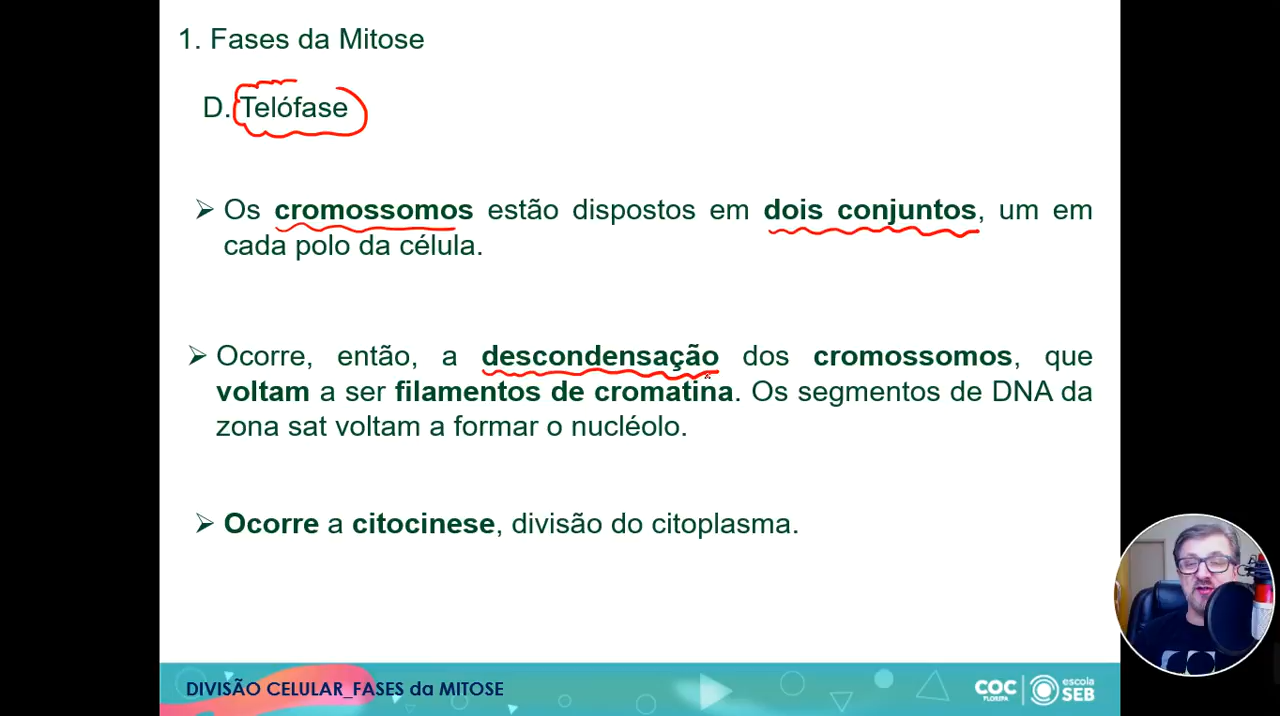 1. Fases da Mitose
D. Telófase
Os cromossomos estão dispostos em dois conjuntos, um em
cada polo da célula.
Ocorre, então, a descondensação dos cromossomos, que
voltam a ser filamentos de cromatina. Os segmentos de DNA da
zona sat voltam a formar o nucléolo.
Ocorre a citocinese, divisão do citoplasma.
DIVISÃO CELULAR_FASES da MITOSE
COC
FLORIPA
escola
SEB